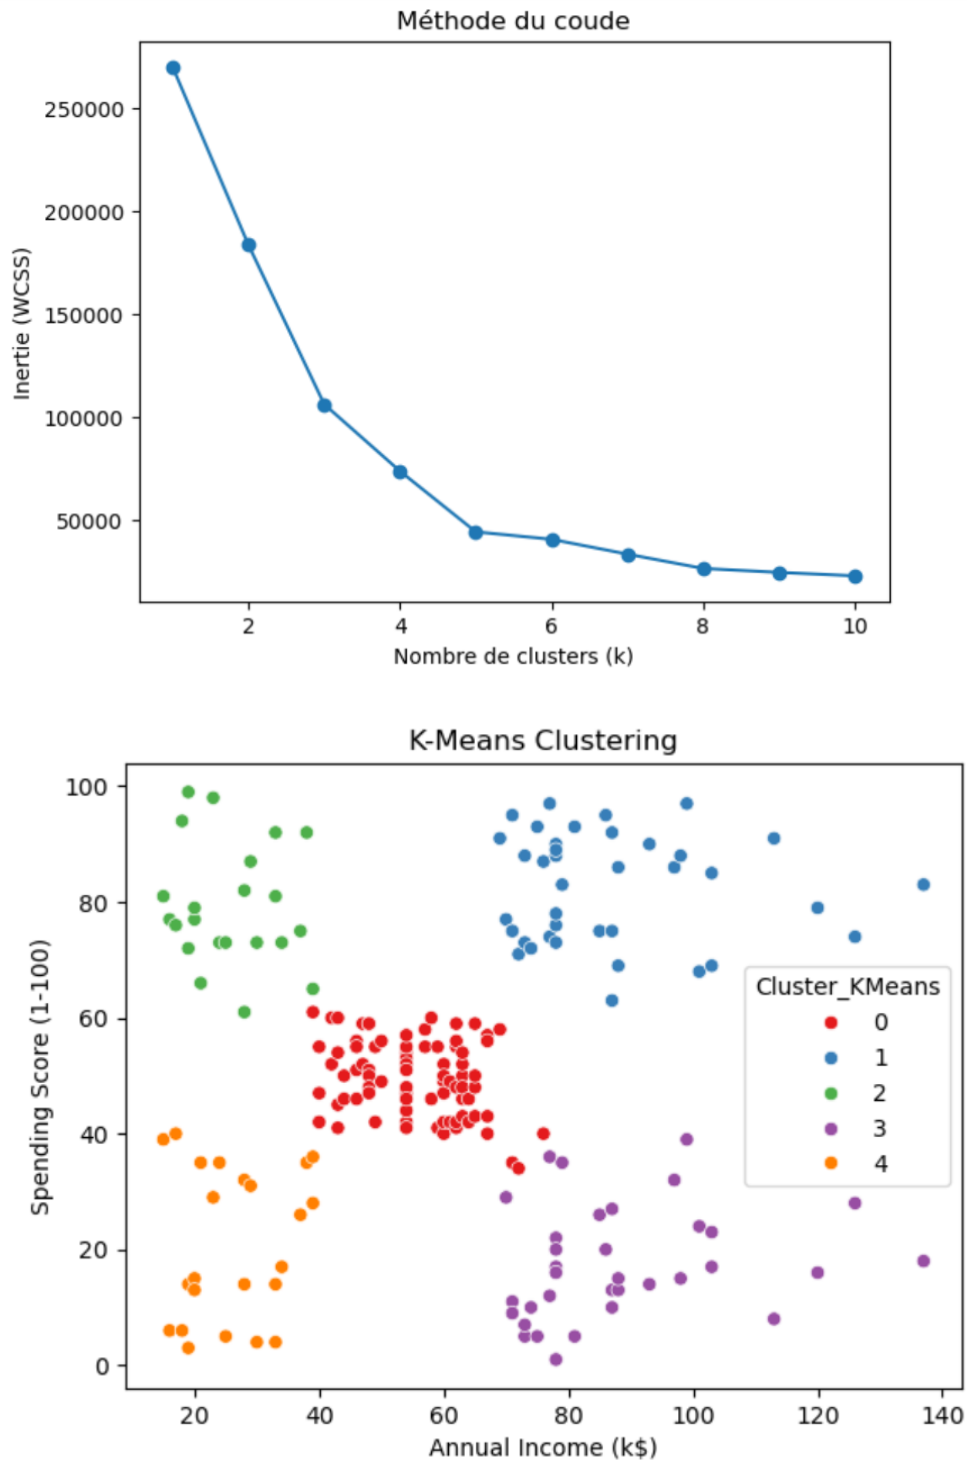 Méthode du coude
250000
200000
150000
100000
50000
Inertie (WCSS)
2 4 6 8 10
Nombre de clusters (k)
K-Means Clustering
100
80
60
40
20
0
Spending Score (1-100)
Cluster_KMeans
0
1
2
3
4
20 40 60 80 100 120 140
Annual Income (k$)